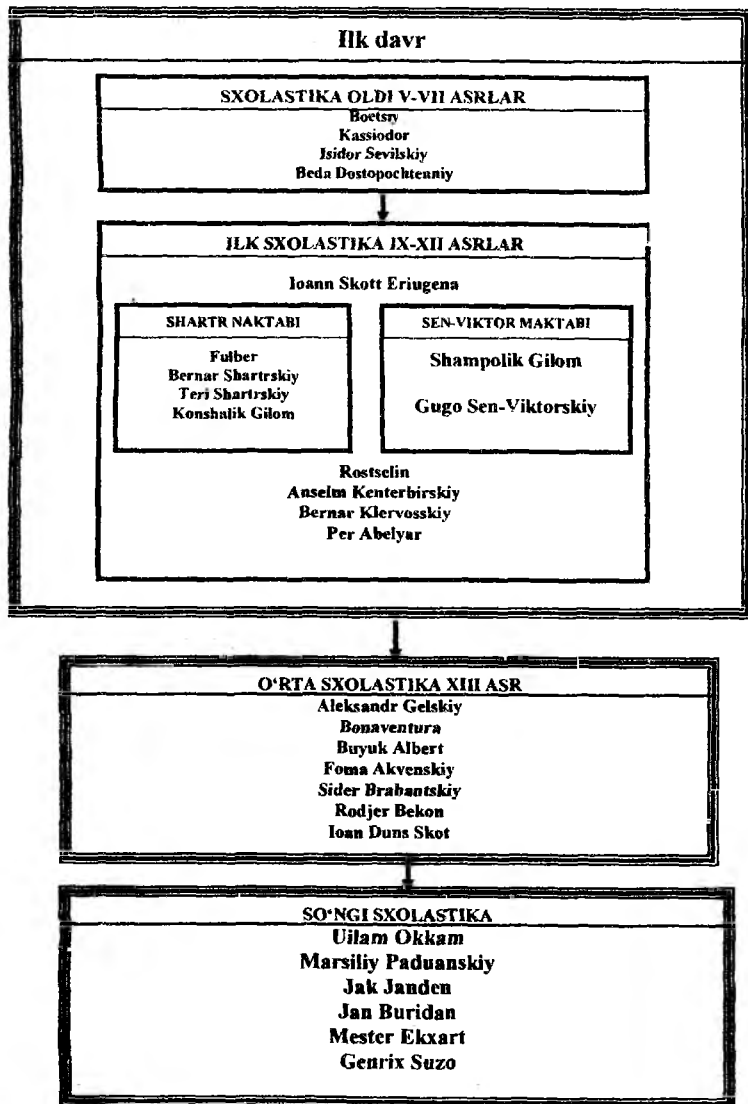 Ilk davr
SXOLASTIKA OLDI V-VII ASRLAR
Boetsiy
Kassiodor
Isidor Sevilskiy
Beda Dostopochtenniy
ILK SXOLASTIKA IX-XII ASRLAR
Ioann Skott Eriugena
SHARTR NAKTABI
Fulber
Bernar Shartrskiy
Teri Shartrskiy
Konshalik Gilom
SEN-VIKTOR MAKTABI
Shampolik Gilom
Gugo Sen-Viktorskiy
Rostselin
Anselm Kenterbirskiy
Bernar Klervosskiy
Per Abelyar
O‘RTA SXOLASTIKA XIII ASR
Aleksandr Gelskiy
Bonaventura
Buyuk Albert
Foma Akvenskiy
Sider Brabantskiy
Rodjer Bekon
Ioan Duns Skot
SO‘NGI SXOLASTIKA
Uilam Okkam
Marsiliy Paduanskiy
Jak Janden
Jan Buridan
Mester Ekxart
Genrix Suzo